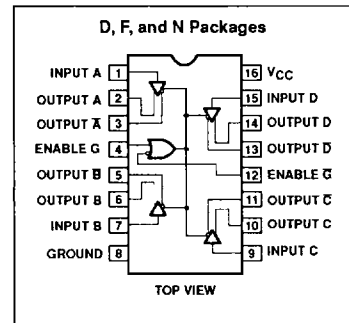 D, F, and N Packages
INPUT A 1
OUTPUT A 2
OUTPUT A̅ 3
ENABLE G 4
OUTPUT B̅ 5
OUTPUT B 6
INPUT B 7
GROUND 8
16 VCC
15 INPUT D
14 OUTPUT D
13 OUTPUT D̅
12 ENABLE G̅
11 OUTPUT C̅
10 OUTPUT C
9 INPUT C
TOP VIEW